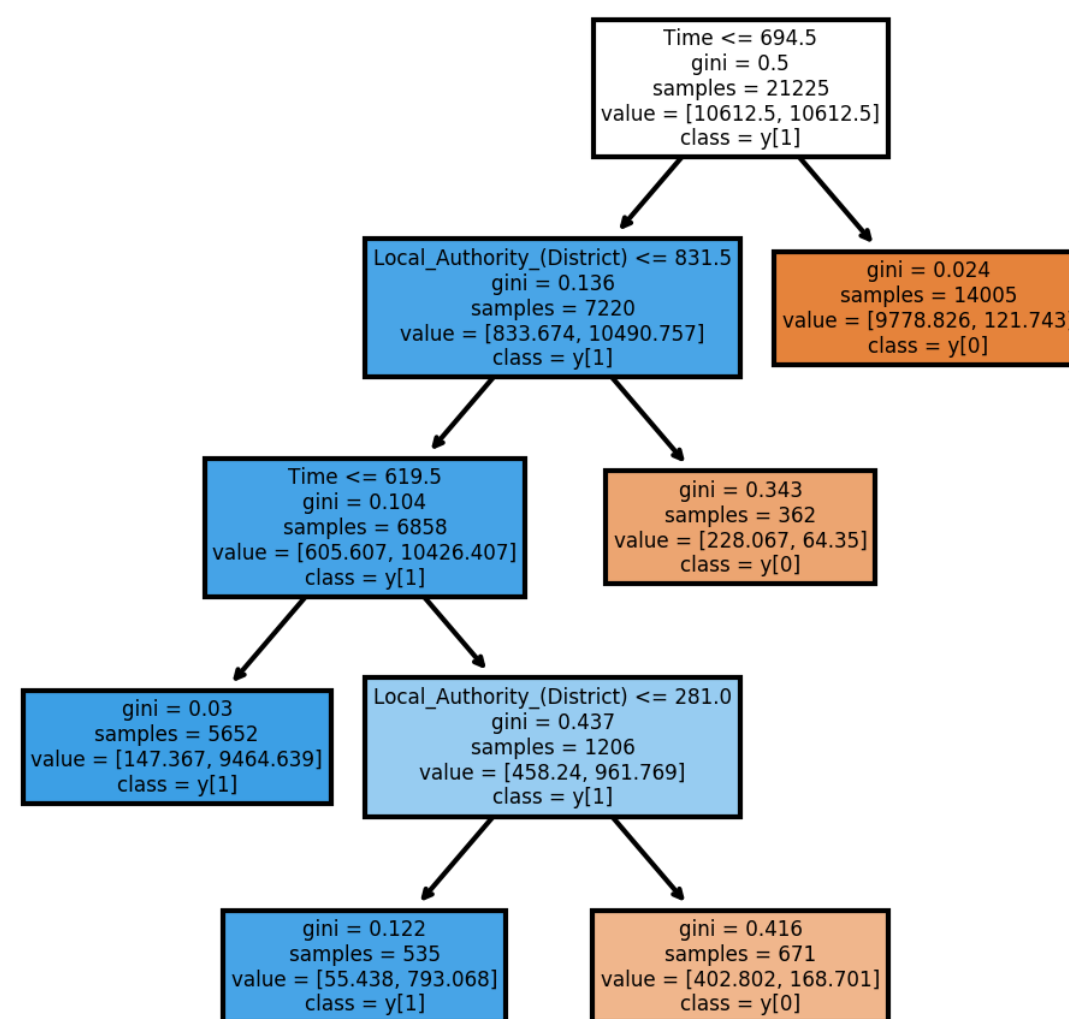 Time <= 694.5
gini = 0.5
samples = 21225
value = [10612.5, 10612.5]
class = y[1]
Local_Authority_(District) <= 831.5
gini = 0.136
samples = 7220
value = [833.674, 10490.757]
class = y[1]
gini = 0.024
samples = 14005
value = [9778.826, 121.743]
class = y[0]
Time <= 619.5
gini = 0.104
samples = 6858
value = [605.607, 10426.407]
class = y[1]
gini = 0.343
samples = 362
value = [228.067, 64.35]
class = y[0]
gini = 0.03
samples = 5652
value = [147.367, 9464.639]
class = y[1]
Local_Authority_(District) <= 281.0
gini = 0.437
samples = 1206
value = [458.24, 961.769]
class = y[1]
gini = 0.122
samples = 535
value = [55.438, 793.068]
class = y[1]
gini = 0.416
samples = 671
value = [402.802, 168.701]
class = y[0]